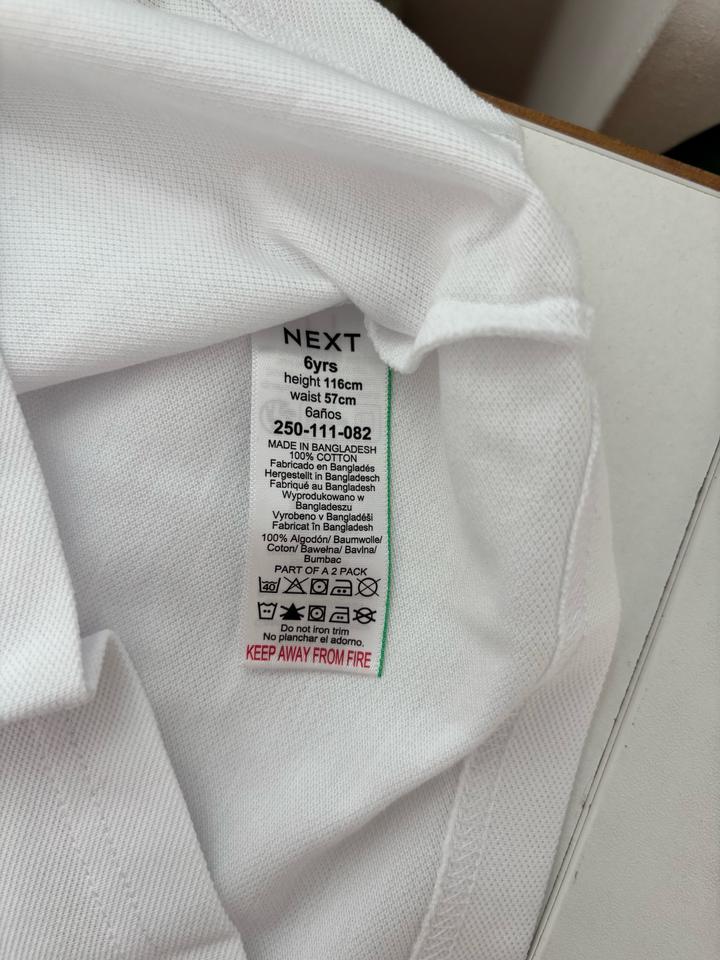 NEXT
6yrs
height 116cm
waist 57cm
6años
250-111-082
MADE IN BANGLADESH
100% COTTON
Fabricado en Bangladés
Hergestellt in Bangladesch
Fabriqué au Bangladesh
Wyprodukowano w
Bangladeszu
Vyrobeno v Bangladéši
Fabricat în Bangladesh
100% Algodón/ Baumwolle/
Coton/ Bawełna/ Bavlna/
Bumbac
PART OF A 2 PACK
40
Do not iron trim
No planchar el adorno.
KEEP AWAY FROM FIRE